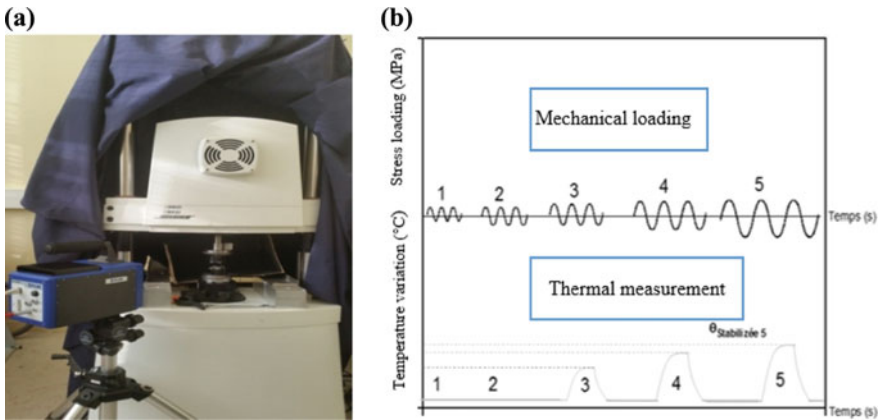 (a)
(b)
Stress loading (MPa)
Mechanical loading
1 2 3 4 5
Temps (s)
Temperature variation (°C)
Thermal measurement
θStabilizée 5
1 2 3 4 5
Temps (s)